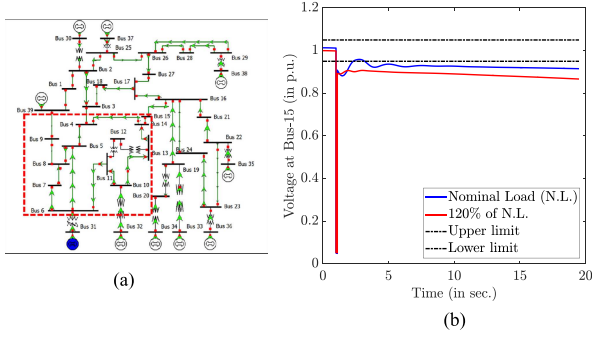 (a)
Bus 30
Bus 37
Bus 25
Bus 26
Bus 28
Bus 29
Bus 2
Bus 27
Bus 38
Bus 1
Bus 18
Bus 17
Bus 3
Bus 16
Bus 39
Bus 15
Bus 4
Bus 14
Bus 21
Bus 9
Bus 12
Bus 5
Bus 22
Bus 8
Bus 13
Bus 24
Bus 11
Bus 19
Bus 35
Bus 7
Bus 10
Bus 20
Bus 6
Bus 23
Bus 31
Bus 32
Bus 34
Bus 33
Bus 36
(b)
Voltage at Bus-15 (in p.u.)
1.2
1
0.8
0.6
0.4
0.2
0
Nominal Load (N.L.)
120% of N.L.
Upper limit
Lower limit
0 5 10 15 20
Time (in sec.)